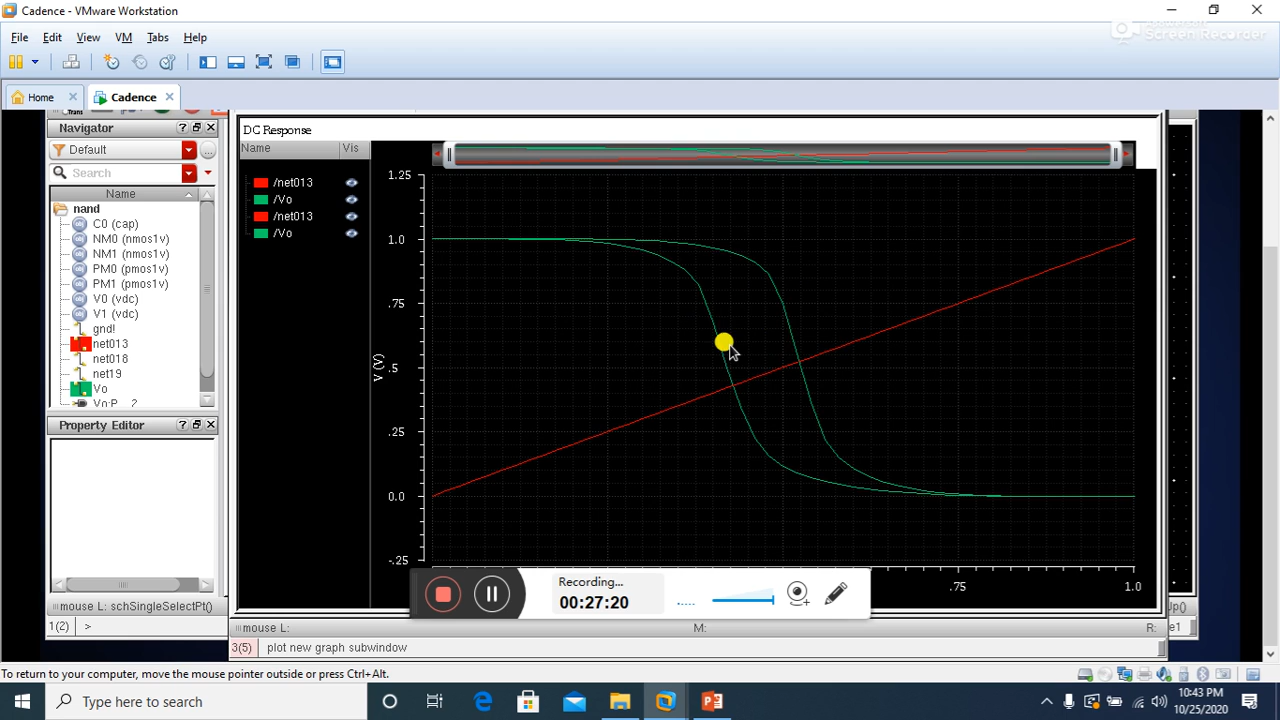 Cadence - VMware Workstation
File Edit View VM Tabs Help
Screen Recorder
Home Cadence
Trans
Navigator
Default
Search
Name
nand
C0 (cap)
NM0 (nmos1v)
NM1 (nmos1v)
PM0 (pmos1v)
PM1 (pmos1v)
V0 (vdc)
V1 (vdc)
gnd!
net013
net018
net19
Vo
Vo:P_2
Property Editor
mouse L: schSingleSelectPt()
1(2) >
DC Response
Name Vis
/net013
/Vo
/net013
/Vo
1.25
1.0
.75
V (V)
.5
.25
0.0
-.25
.75 1.0
Recording...
00:27:20
mouse L: M: R:
3(5) plot new graph subwindow
To return to your computer, move the mouse pointer outside or press Ctrl+Alt.
Type here to search
10:43 PM
10/25/2020